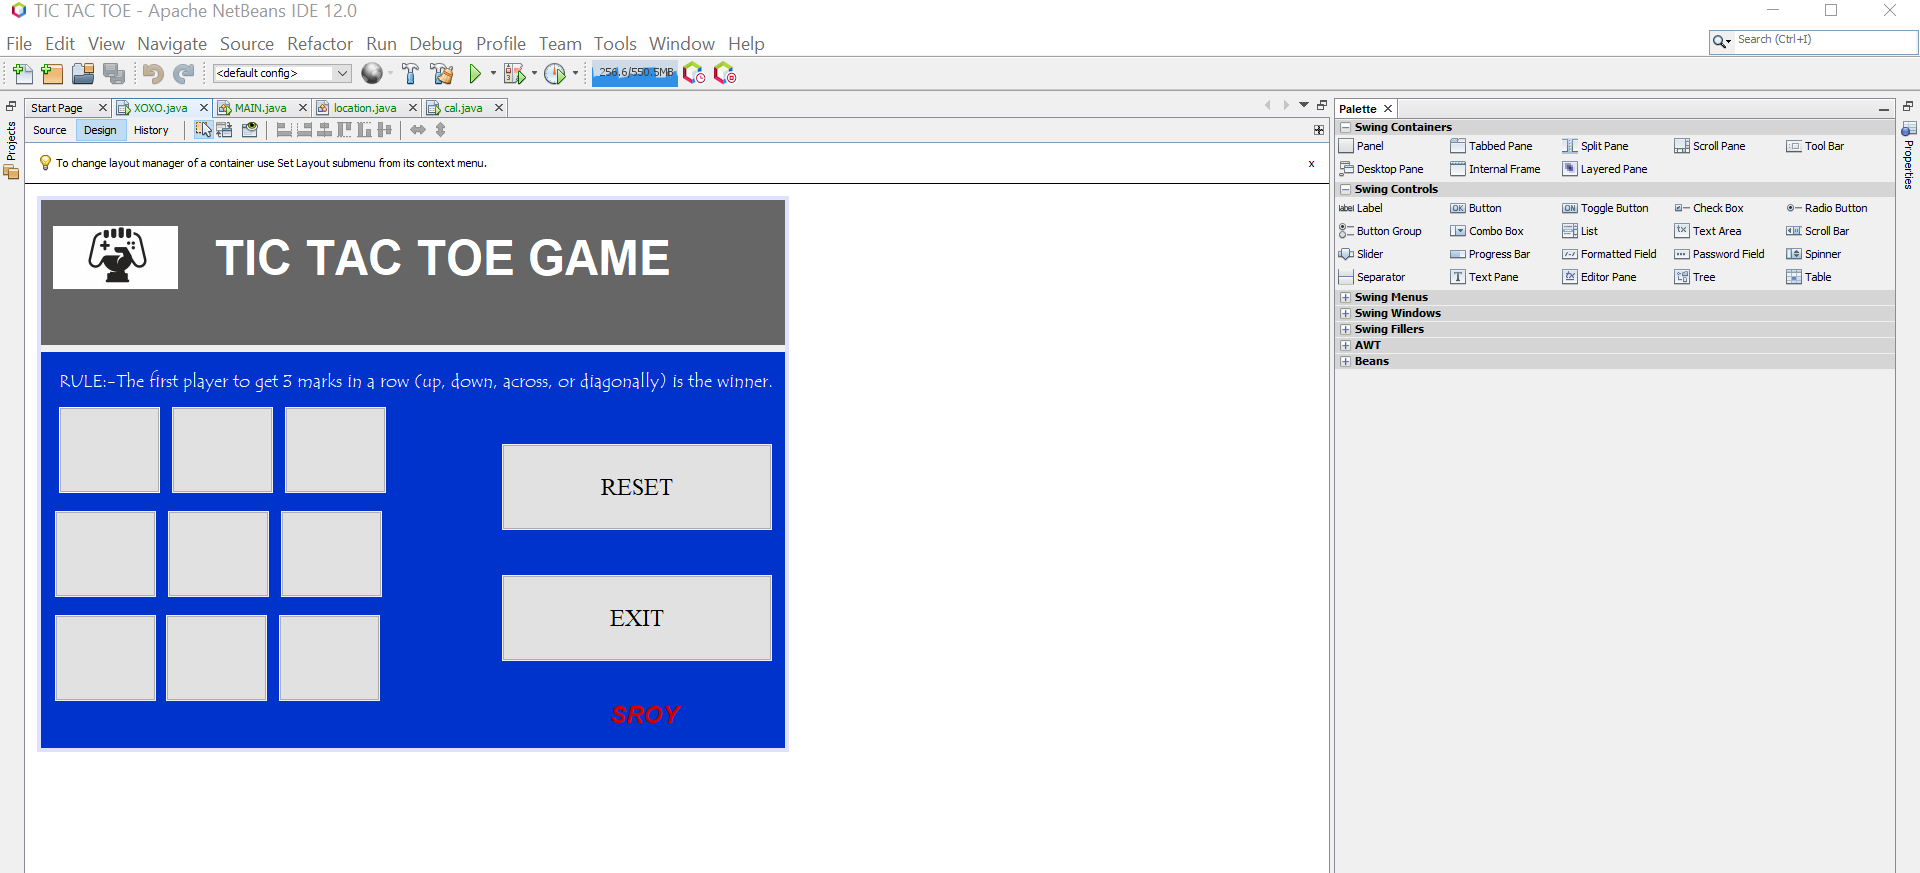 TIC TAC TOE - Apache NetBeans IDE 12.0
File Edit View Navigate Source Refactor Run Debug Profile Team Tools Window Help
Search (Ctrl+I)
<default config>
256.6/550.5MB
Start Page XOXO.java MAIN.java location.java cal.java
Source Design History
To change layout manager of a container use Set Layout submenu from its context menu.
x
Projects
TIC TAC TOE GAME
RULE:-The first player to get 3 marks in a row (up, down, across, or diagonally) is the winner.
RESET
EXIT
SROY
Palette
Swing Containers
Panel Tabbed Pane Split Pane Scroll Pane Tool Bar
Desktop Pane Internal Frame Layered Pane
Swing Controls
label Label OK Button ON Toggle Button Check Box Radio Button
Button Group Combo Box List Text Area Scroll Bar
Slider Progress Bar Formatted Field Password Field Spinner
Separator Text Pane Editor Pane Tree Table
Swing Menus
Swing Windows
Swing Fillers
AWT
Beans
Properties